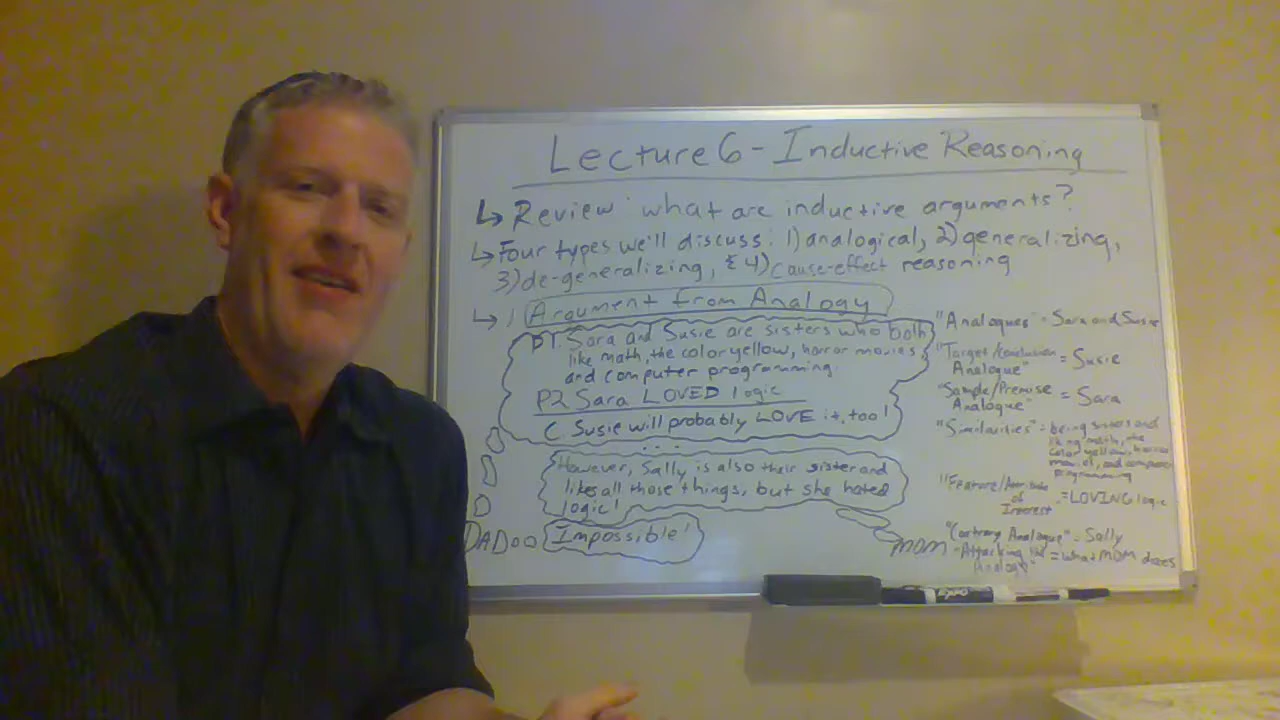 Lecture 6 - Inductive Reasoning
↳ Review: what are inductive arguments?
↳ Four types we'll discuss: 1) analogical, 2) generalizing,
3) de-generalizing, & 4) cause-effect reasoning
↳ 1 Argument from Analogy
P1. Sara and Susie are sisters who both
like math, the color yellow, horror movies
and computer programming.
P2 Sara LOVED logic
C. Susie will probably LOVE it, too!
...
However, Sally is also their sister and
likes all those things, but she hated
logic!
DAD
Impossible!
MOM
"Analogues" = Sara and Susie
"Target/Conclusion
Analogue" = Susie
"Sample/Premise
Analogue" = Sara
"Similarities" = being sisters and
liking math, the
color yellow, horror
movies, and computer
programming
"Feature/Attribute
of
Interest" = LOVING logic
"Contrary Analogue" = Sally
"Attacking the
Analogy" = what MOM does